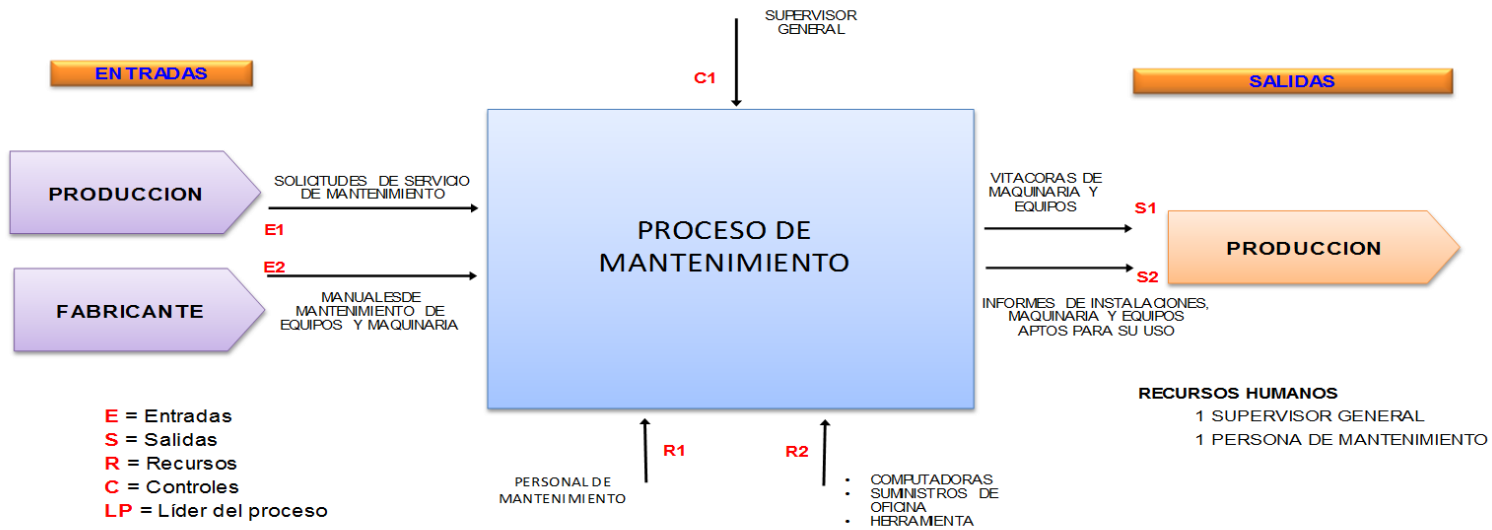 SUPERVISOR
GENERAL
C1
ENTRADAS
SALIDAS
PRODUCCION
SOLICITUDES DE SERVICIO
DE MANTENIMIENTO
E1
E2
FABRICANTE
MANUALESDE
MANTENIMIENTO DE
EQUIPOS Y MAQUINARIA
PROCESO DE
MANTENIMIENTO
VITACORAS DE
MAQUINARIA Y
EQUIPOS
S1
S2
PRODUCCION
INFORMES DE INSTALACIONES,
MAQUINARIA Y EQUIPOS
APTOS PARA SU USO
E = Entradas
S = Salidas
R = Recursos
C = Controles
LP = Líder del proceso
R1
PERSONAL DE
MANTENIMIENTO
R2
• COMPUTADORAS
• SUMINISTROS DE
OFICINA
• HERRAMIENTA
RECURSOS HUMANOS
1 SUPERVISOR GENERAL
1 PERSONA DE MANTENIMIENTO